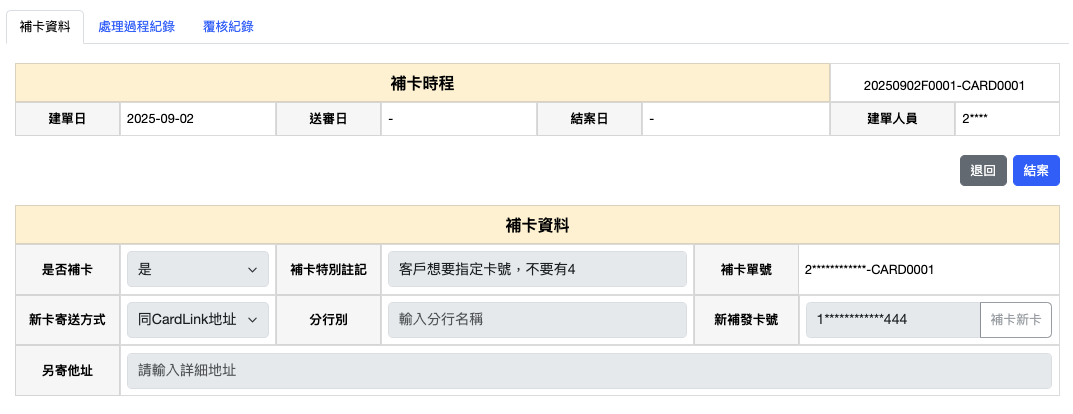 補卡資料 處理過程紀錄 覆核紀錄
補卡時程 20250902F0001-CARD0001
建單日 2025-09-02 送審日 - 結案日 - 建單人員 2****
退回 結案
補卡資料
是否補卡 是 補卡特別註記 客戶想要指定卡號，不要有4 補卡單號 2************-CARD0001
新卡寄送方式 同CardLink地址 分行別 輸入分行名稱 新補發卡號 1************444 補卡新卡
另寄他址 請輸入詳細地址